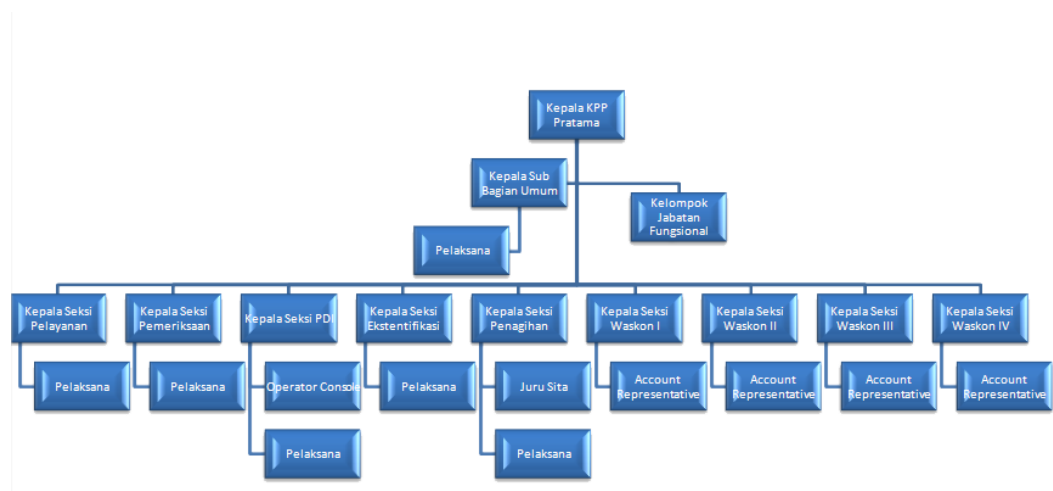 Kepala KPP
Pratama
Kepala Sub
Bagian Umum
Kelompok
Jabatan
Fungsional
Pelaksana
Kepala Seksi
Pelayanan
Kepala Seksi
Pemeriksaan
Kepala Seksi PDI
Kepala Seksi
Ekstentifikasi
Kepala Seksi
Penagihan
Kepala Seksi
Waskon I
Kepala Seksi
Waskon II
Kepala Seksi
Waskon III
Kepala Seksi
Waskon IV
Pelaksana
Pelaksana
Operator Console
Pelaksana
Juru Sita
Account
Representative
Account
Representative
Account
Representative
Account
Representative
Pelaksana
Pelaksana